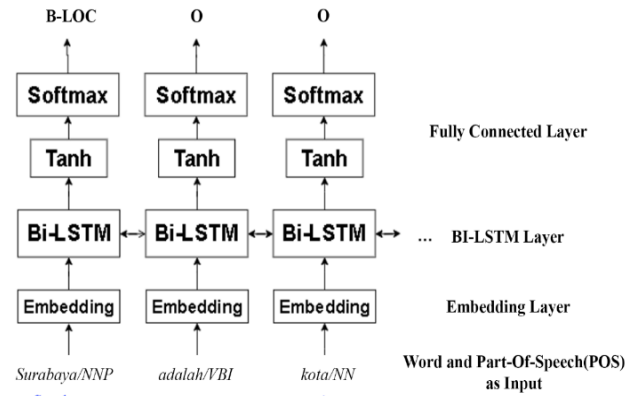 B-LOC O O
Softmax Softmax Softmax
Fully Connected Layer
Tanh Tanh Tanh
Bi-LSTM Bi-LSTM Bi-LSTM ... BI-LSTM Layer
Embedding Embedding Embedding Embedding Layer
Surabaya/NNP adalah/VBI kota/NN
Word and Part-Of-Speech(POS)
as Input